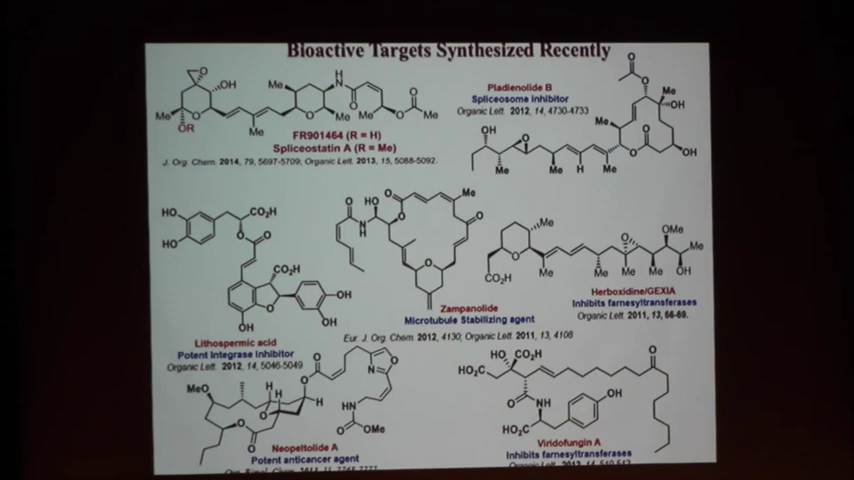 Bioactive Targets Synthesized Recently
FR901464 (R = H)
Spliceostatin A (R = Me)
J. Org. Chem. 2014, 79, 5697-5709; Organic Lett. 2013, 15, 5088-5092.
Pladienolide B
Spliceosome inhibitor
Organic Lett. 2012, 14, 4730-4733
Lithospermic acid
Potent Integrase Inhibitor
Organic Lett. 2012, 14, 5046-5049
Zampanolide
Microtubule Stabilizing agent
Eur. J. Org. Chem. 2012, 4130; Organic Lett. 2011, 13, 4108
Herboxidine/GEXIA
Inhibits farnesyltransferases
Organic Lett. 2011, 13, 66-69.
Neopeltolide A
Potent anticancer agent
Viridofungin A
Inhibits farnesyltransferases